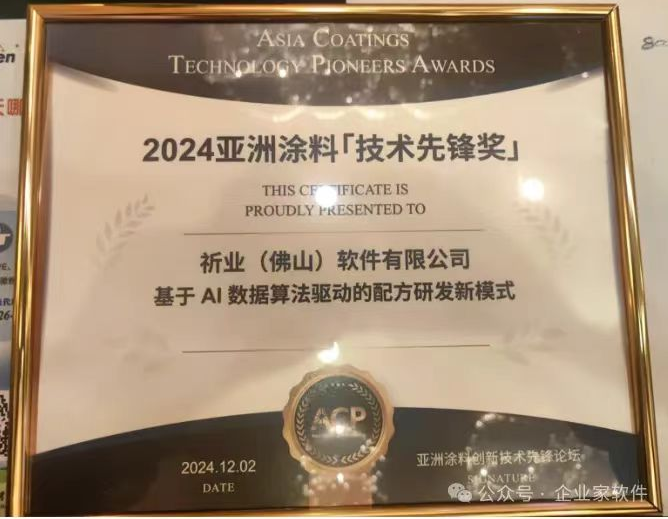 ASIA COATINGS
TECHNOLOGY PIONEERS AWARDS
2024亚洲涂料「技术先锋奖」
THIS CERTIFICATE IS
PROUDLY PRESENTED TO
祈业（佛山）软件有限公司
基于 AI 数据算法驱动的配方研发新模式
ACP
2024.12.02
DATE
亚洲涂料创新技术先锋论坛
SIGNATURE
公众号 · 企业家软件